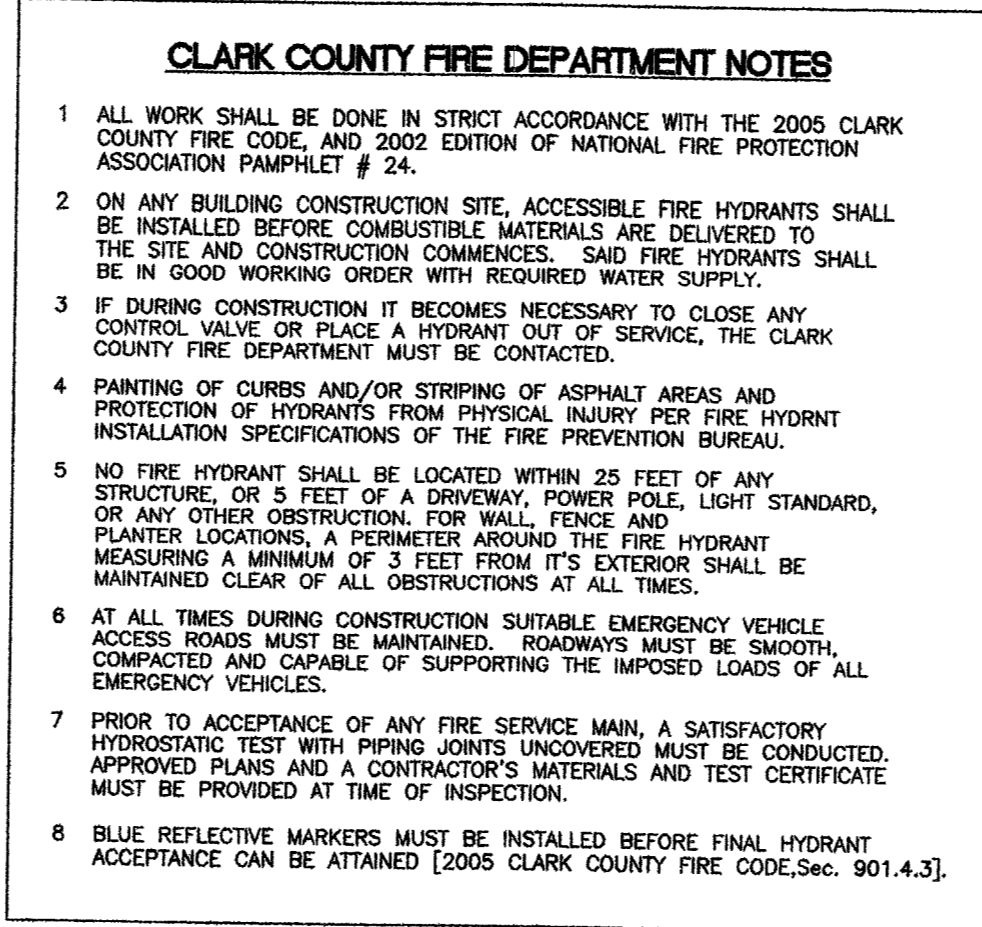 CLARK COUNTY FIRE DEPARTMENT NOTES
1 ALL WORK SHALL BE DONE IN STRICT ACCORDANCE WITH THE 2005 CLARK
COUNTY FIRE CODE, AND 2002 EDITION OF NATIONAL FIRE PROTECTION
ASSOCIATION PAMPHLET # 24.
2 ON ANY BUILDING CONSTRUCTION SITE, ACCESSIBLE FIRE HYDRANTS SHALL
BE INSTALLED BEFORE COMBUSTIBLE MATERIALS ARE DELIVERED TO
THE SITE AND CONSTRUCTION COMMENCES. SAID FIRE HYDRANTS SHALL
BE IN GOOD WORKING ORDER WITH REQUIRED WATER SUPPLY.
3 IF DURING CONSTRUCTION IT BECOMES NECESSARY TO CLOSE ANY
CONTROL VALVE OR PLACE A HYDRANT OUT OF SERVICE, THE CLARK
COUNTY FIRE DEPARTMENT MUST BE CONTACTED.
4 PAINTING OF CURBS AND/OR STRIPING OF ASPHALT AREAS AND
PROTECTION OF HYDRANTS FROM PHYSICAL INJURY PER FIRE HYDRNT
INSTALLATION SPECIFICATIONS OF THE FIRE PREVENTION BUREAU.
5 NO FIRE HYDRANT SHALL BE LOCATED WITHIN 25 FEET OF ANY
STRUCTURE, OR 5 FEET OF A DRIVEWAY, POWER POLE, LIGHT STANDARD,
OR ANY OTHER OBSTRUCTION. FOR WALL, FENCE AND
PLANTER LOCATIONS, A PERIMETER AROUND THE FIRE HYDRANT
MEASURING A MINIMUM OF 3 FEET FROM IT'S EXTERIOR SHALL BE
MAINTAINED CLEAR OF ALL OBSTRUCTIONS AT ALL TIMES.
6 AT ALL TIMES DURING CONSTRUCTION SUITABLE EMERGENCY VEHICLE
ACCESS ROADS MUST BE MAINTAINED. ROADWAYS MUST BE SMOOTH,
COMPACTED AND CAPABLE OF SUPPORTING THE IMPOSED LOADS OF ALL
EMERGENCY VEHICLES.
7 PRIOR TO ACCEPTANCE OF ANY FIRE SERVICE MAIN, A SATISFACTORY
HYDROSTATIC TEST WITH PIPING JOINTS UNCOVERED MUST BE CONDUCTED.
APPROVED PLANS AND A CONTRACTOR'S MATERIALS AND TEST CERTIFICATE
MUST BE PROVIDED AT TIME OF INSPECTION.
8 BLUE REFLECTIVE MARKERS MUST BE INSTALLED BEFORE FINAL HYDRANT
ACCEPTANCE CAN BE ATTAINED [2005 CLARK COUNTY FIRE CODE,Sec. 901.4.3].